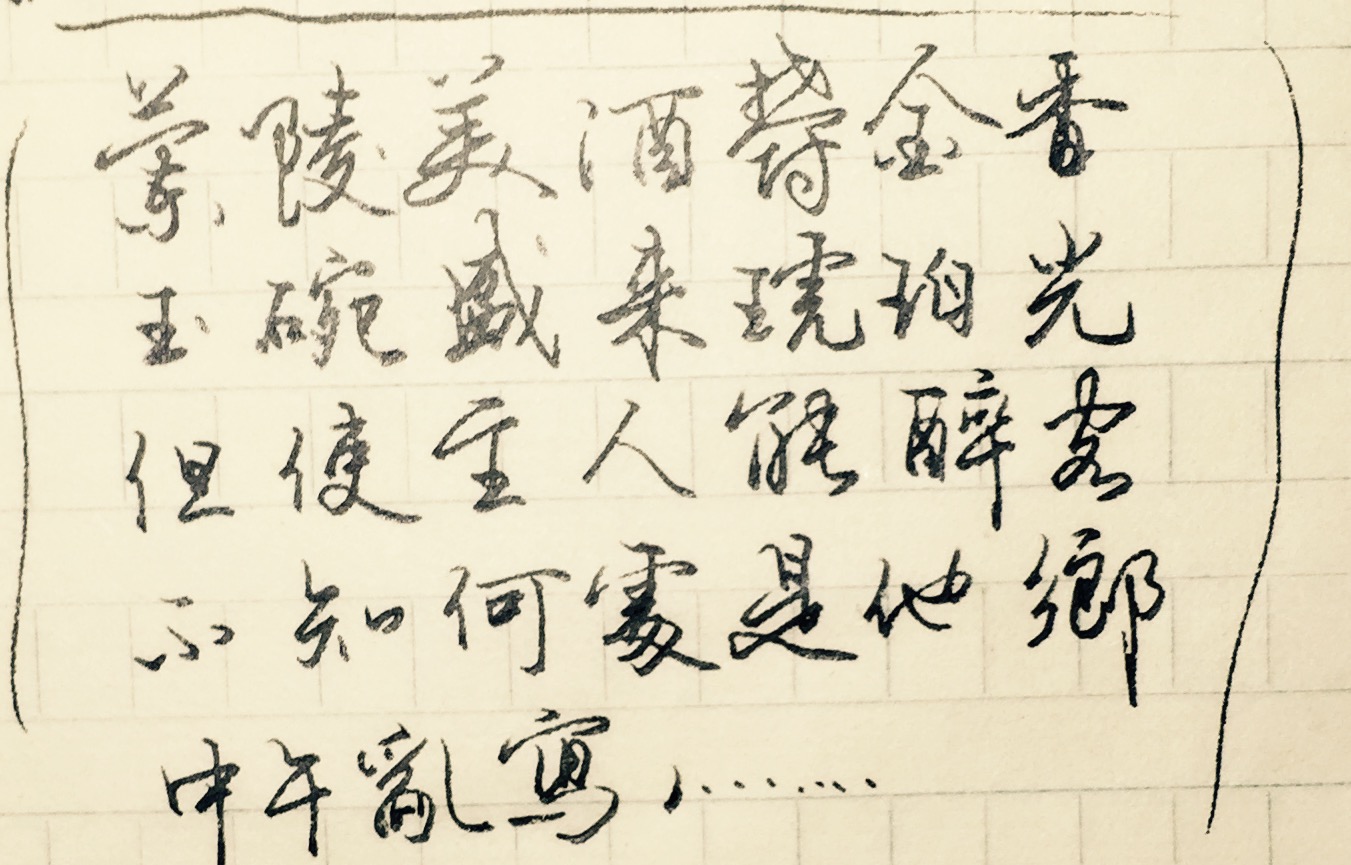 蘭陵美酒鬱金香
玉碗盛来琥珀光
但使主人能醉客
不知何處是他鄉
中午亂寫，……